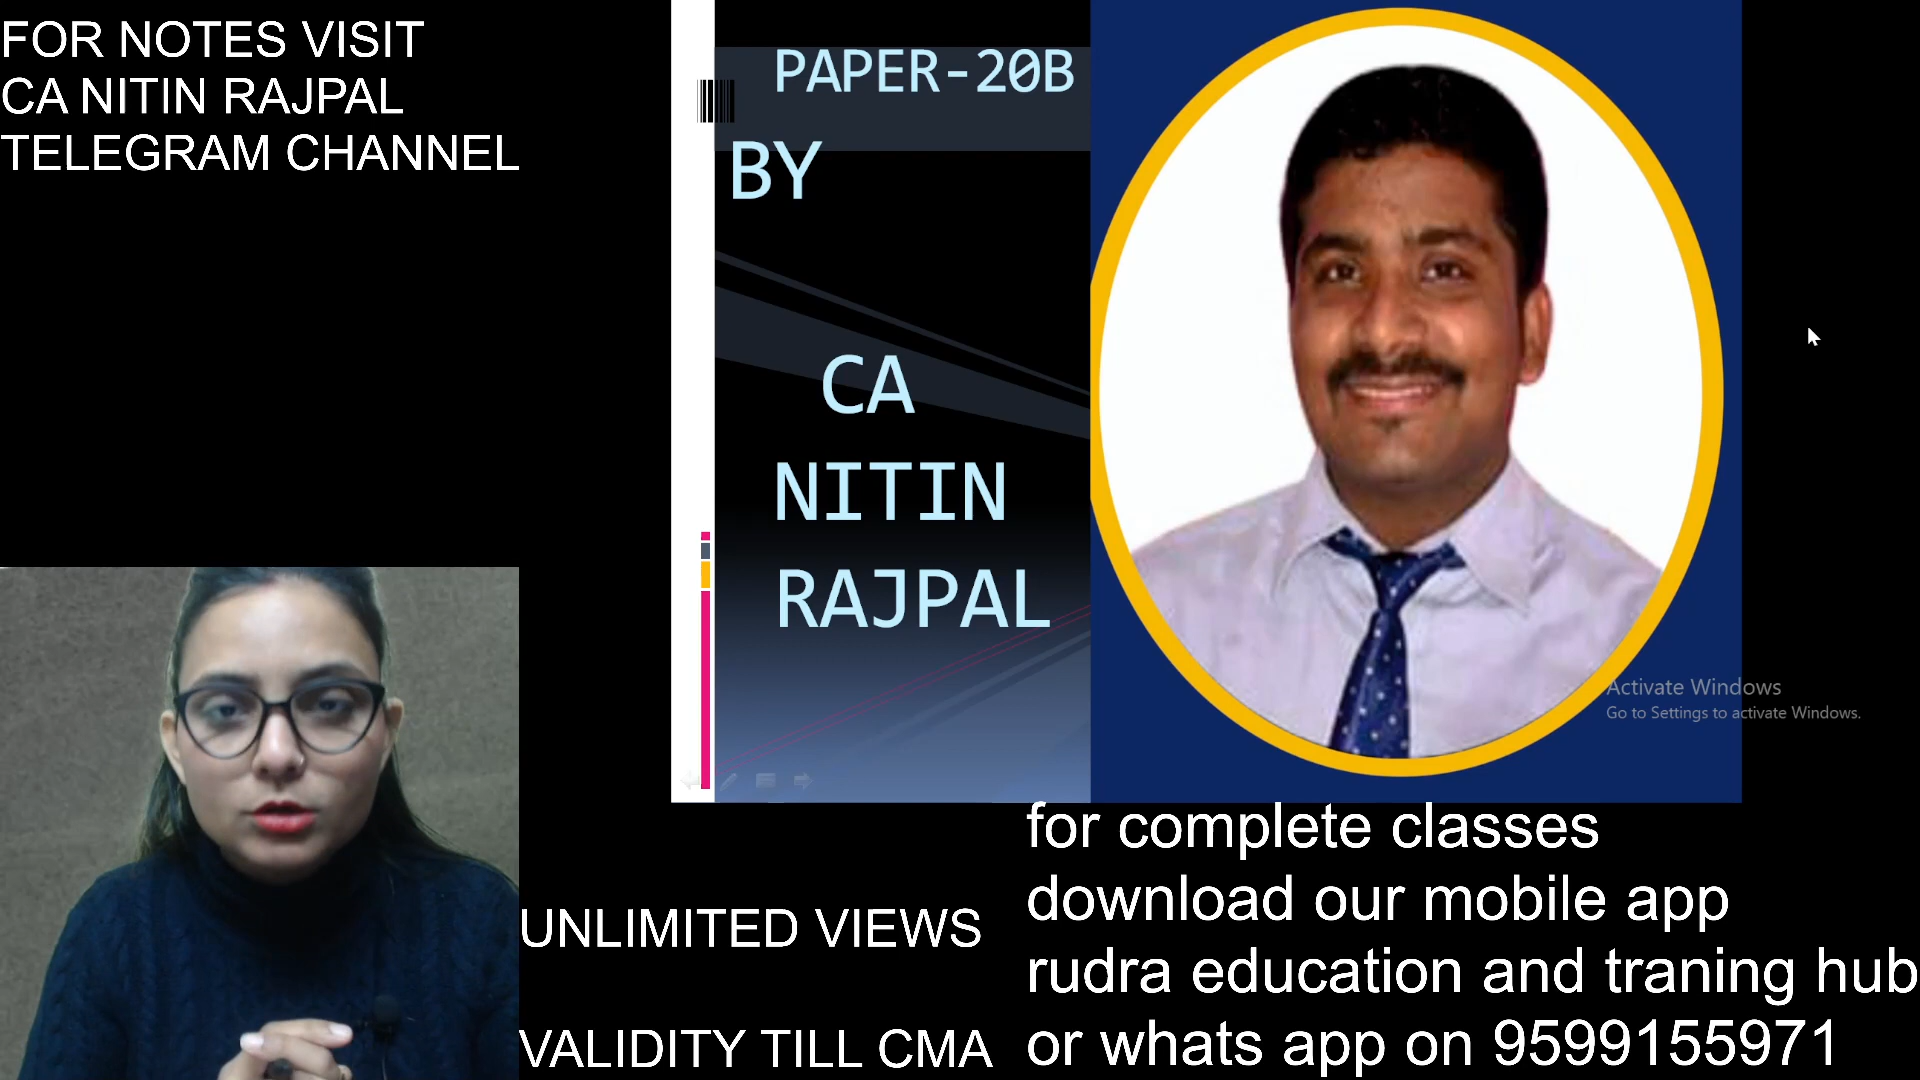 FOR NOTES VISIT
CA NITIN RAJPAL
TELEGRAM CHANNEL
PAPER-20B
BY
CA
NITIN
RAJPAL
Activate Windows
Go to Settings to activate Windows.
for complete classes
download our mobile app
rudra education and traning hub
or whats app on 9599155971
UNLIMITED VIEWS
VALIDITY TILL CMA